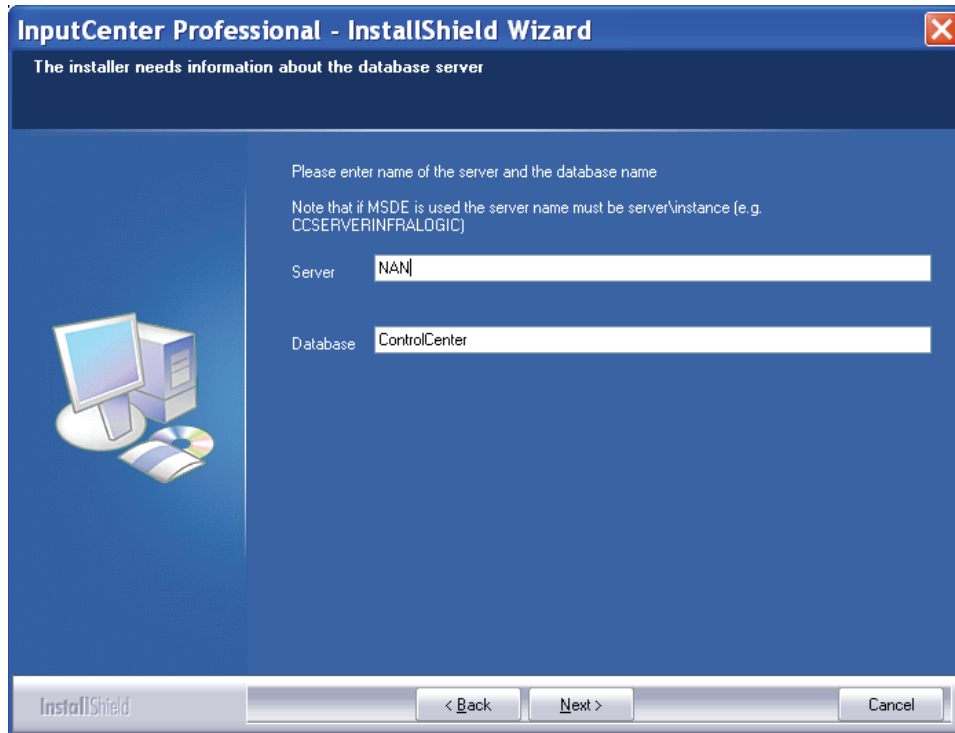 InputCenter Professional - InstallShield Wizard
The installer needs information about the database server
Please enter name of the server and the database name
Note that if MSDE is used the server name must be server\instance (e.g.
CCSERVERINFRALOGIC)
Server NAN
Database ControlCenter
InstallShield
< Back Next > Cancel